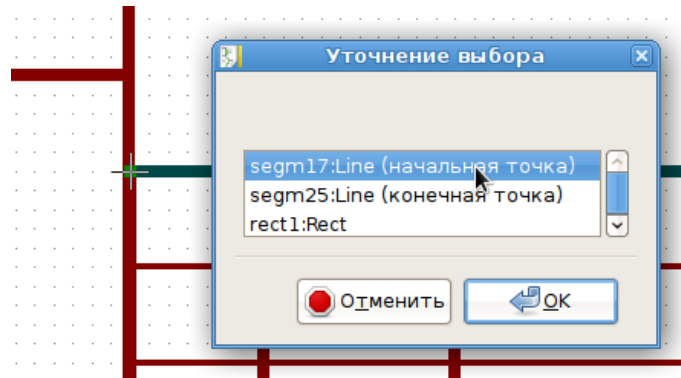 Уточнение выбора
segm17:Line (начальная точка)
segm25:Line (конечная точка)
rect1:Rect
Отменить
OK